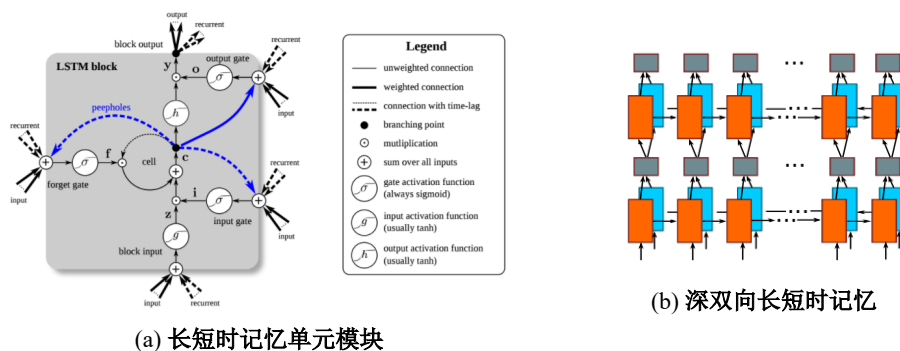 output
recurrent
block output
LSTM block
y
o
output gate
recurrent
σ
h
input
peepholes
recurrent
c
f
cell
recurrent
σ
forget gate
input
i
σ
z
input gate
g
input
block input
input
recurrent
Legend
unweighted connection
weighted connection
connection with time-lag
branching point
mutliplication
sum over all inputs
σ
gate activation function
(always sigmoid)
g
input activation function
(usually tanh)
h
output activation function
(usually tanh)
(a) 长短时记忆单元模块
...
...
...
...
(b) 深双向长短时记忆